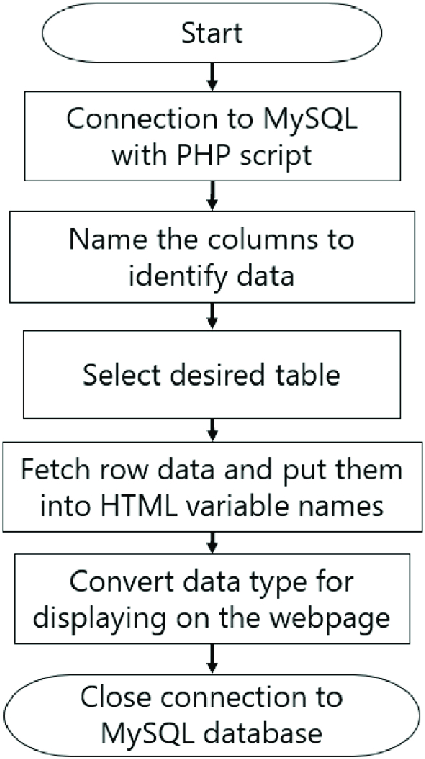 Start
Connection to MySQL
with PHP script
Name the columns to
identify data
Select desired table
Fetch row data and put them
into HTML variable names
Convert data type for
displaying on the webpage
Close connection to
MySQL database